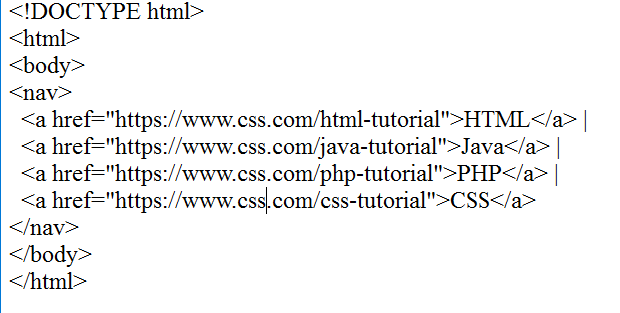 <!DOCTYPE html>
<html>
<body>
<nav>
  <a href="https://www.css.com/html-tutorial">HTML</a> |
  <a href="https://www.css.com/java-tutorial">Java</a> |
  <a href="https://www.css.com/php-tutorial">PHP</a> |
  <a href="https://www.css.com/css-tutorial">CSS</a>
</nav>
</body>
</html>